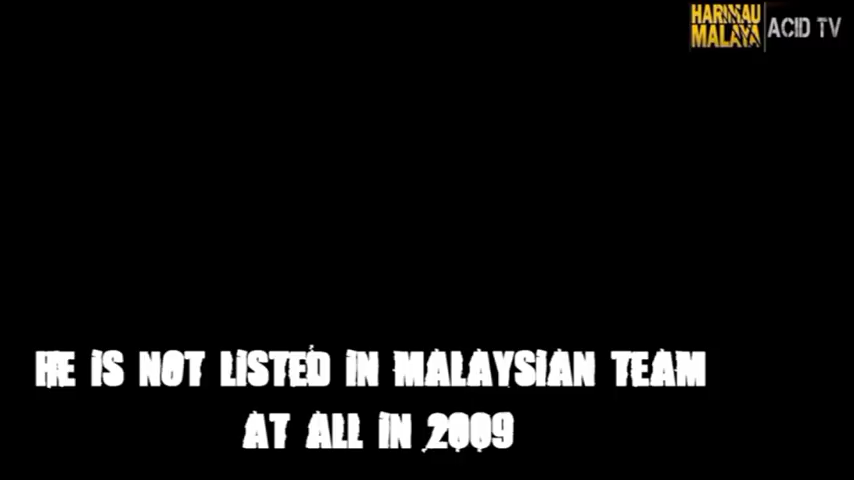 HARIMAU
MALAYA
ACID TV
HE IS NOT LISTED IN MALAYSIAN TEAM
AT ALL IN 2009